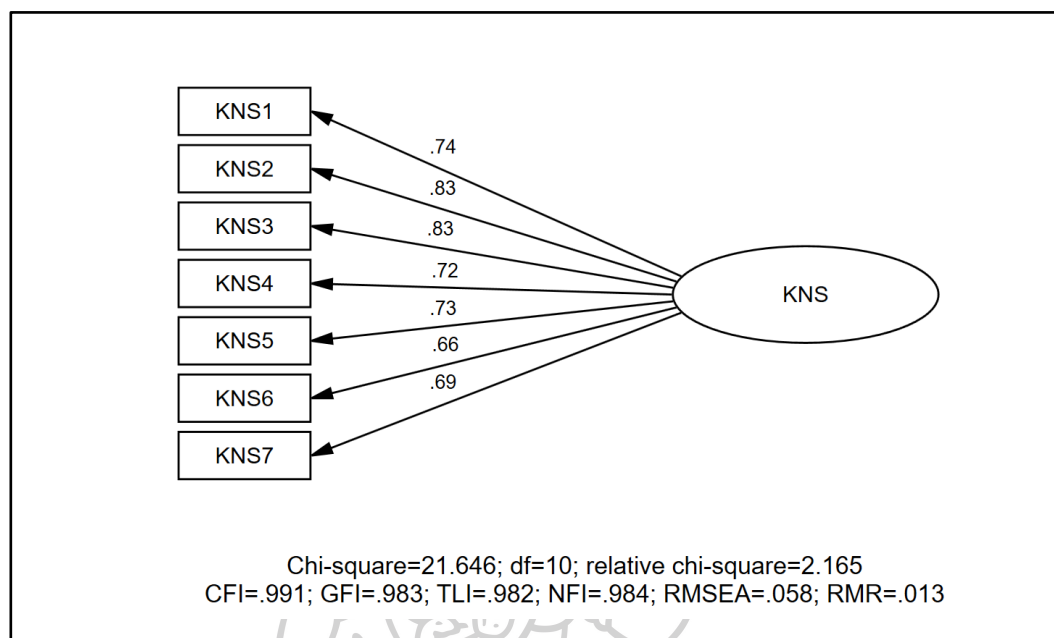 KNS1
.74
KNS2
.83
KNS3
.83
KNS4
.72
KNS
KNS5
.73
KNS6
.66
KNS7
.69
Chi-square=21.646; df=10; relative chi-square=2.165
CFI=.991; GFI=.983; TLI=.982; NFI=.984; RMSEA=.058; RMR=.013